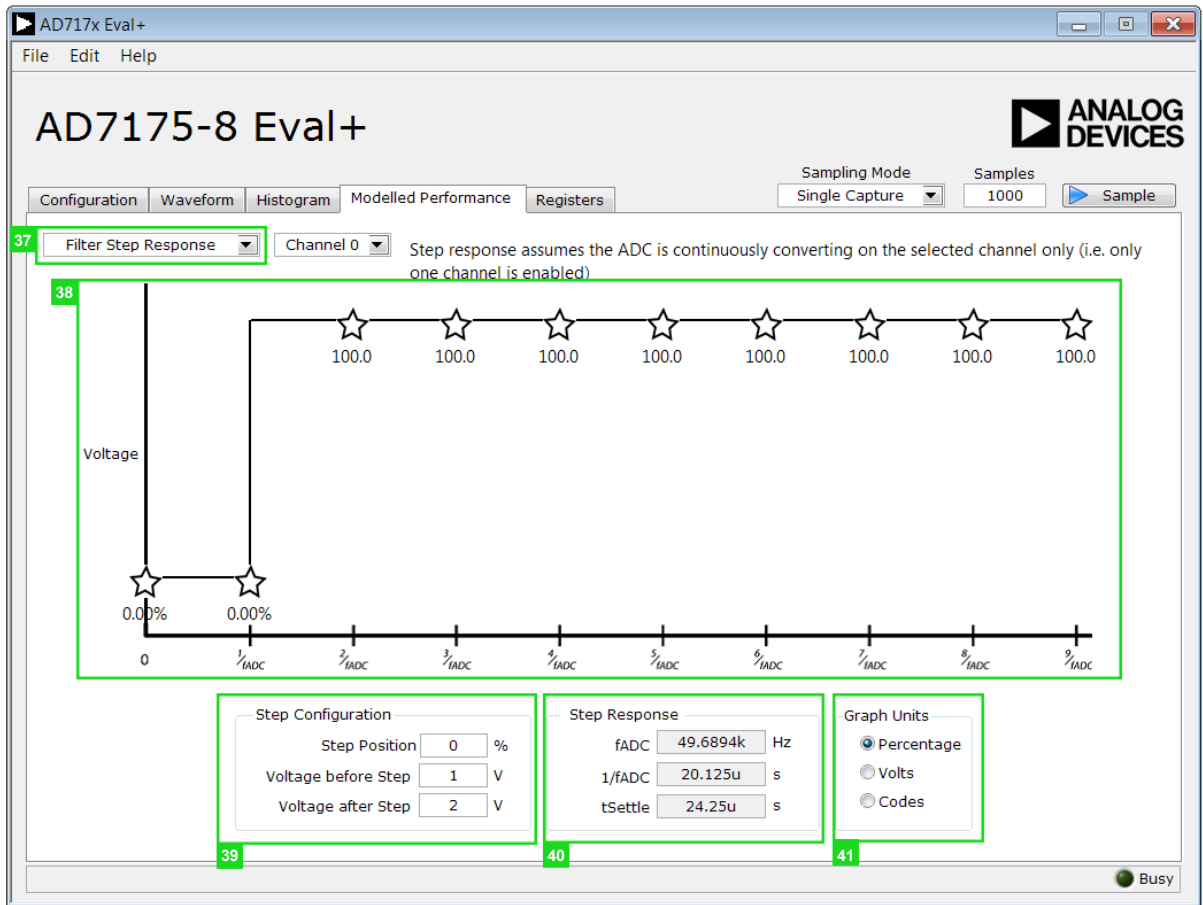 AD717x Eval+
File Edit Help
AD7175-8 Eval+
ANALOG
DEVICES
Sampling Mode
Samples
Configuration
Waveform
Histogram
Modelled Performance
Registers
Single Capture
1000
Sample
37
Filter Step Response
Channel 0
Step response assumes the ADC is continuously converting on the selected channel only (i.e. only
one channel is enabled)
38
100.0 100.0 100.0 100.0 100.0 100.0 100.0 100.0
Voltage
0.00% 0.00%
0 1/fADC 2/fADC 3/fADC 4/fADC 5/fADC 6/fADC 7/fADC 8/fADC 9/fADC
Step Configuration
Step Position 0 %
Voltage before Step 1 V
Voltage after Step 2 V
39
Step Response
fADC 49.6894k Hz
1/fADC 20.125u s
tSettle 24.25u s
40
Graph Units
Percentage
Volts
Codes
41
Busy